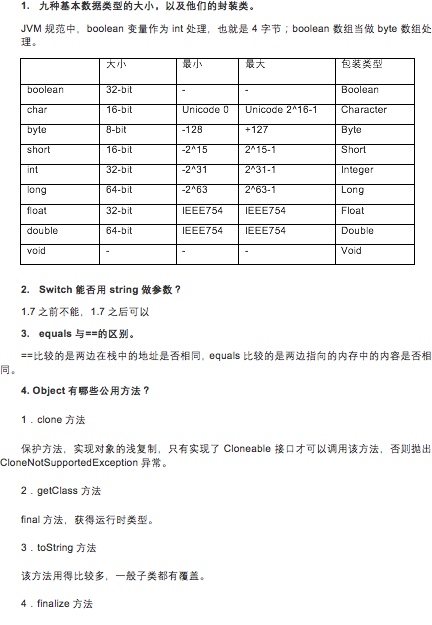 1. 九种基本数据类型的大小，以及他们的封装类。
JVM 规范中，boolean 变量作为 int 处理，也就是 4 字节；boolean 数组当做 byte 数组处
理。
大小 最小 最大 包装类型
boolean 32-bit - - Boolean
char 16-bit Unicode 0 Unicode 2^16-1 Character
byte 8-bit -128 +127 Byte
short 16-bit -2^15 2^15-1 Short
int 32-bit -2^31 2^31-1 Integer
long 64-bit -2^63 2^63-1 Long
float 32-bit IEEE754 IEEE754 Float
double 64-bit IEEE754 IEEE754 Double
void - - - Void
2. Switch 能否用 string 做参数？
1.7 之前不能，1.7 之后可以
3. equals 与==的区别。
==比较的是两边在栈中的地址是否相同，equals 比较的是两边指向的内存中的内容是否相
同。
4. Object 有哪些公用方法？
1．clone 方法
保护方法，实现对象的浅复制，只有实现了 Cloneable 接口才可以调用该方法，否则抛出
CloneNotSupportedException 异常。
2．getClass 方法
final 方法，获得运行时类型。
3．toString 方法
该方法用得比较多，一般子类都有覆盖。
4．finalize 方法